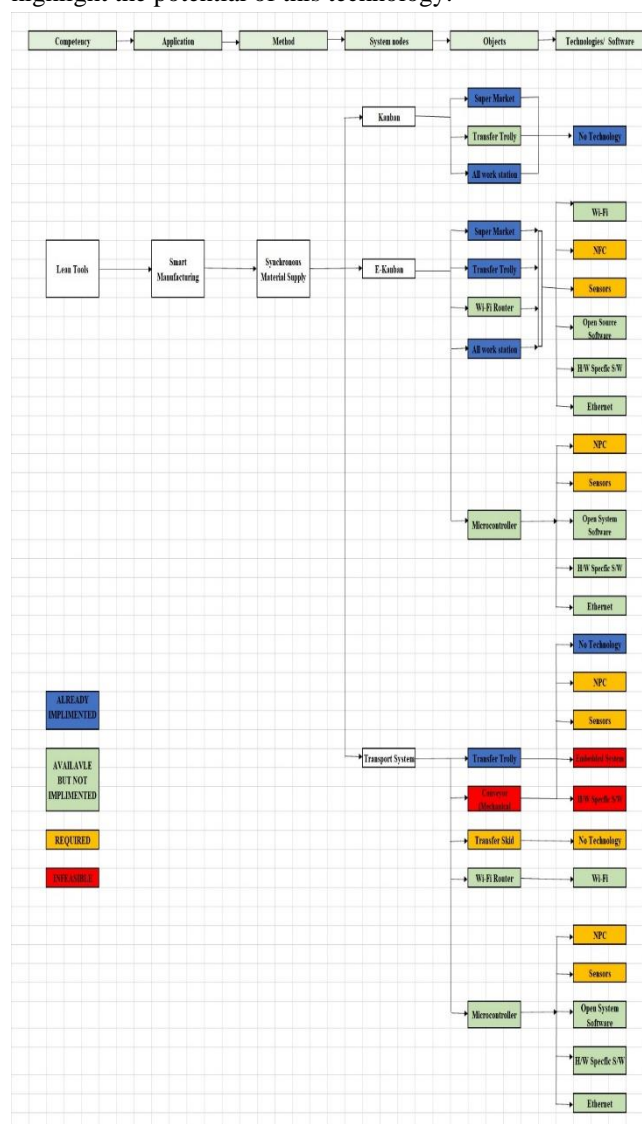 highlight the potential of this technology.
Competency
Application
Method
System nodes
Objects
Technologies/ Software
Kanban
Super Market
Transfer Trolly
All work station
No Technology
Lean Tools
Smart
Manufacturing
Synchronous
Material Supply
E-Kanban
Super Market
Transfer Trolly
Wi-Fi Router
All work station
Wi-Fi
NFC
Sensors
Open Source
Software
H/W Specfic S/W
Ethernet
Microcontroller
NPC
Sensors
Open System
Software
H/W Specfic S/W
Ethernet
ALREADY
IMPLIMENTED
AVAILAVLE
BUT NOT
IMPLIMENTED
REQUIRED
INFEASIBLE
Transport System
Transfer Trolly
Conveyor
(Mechanical
Transfer Skid
Wi-Fi Router
No Technology
NPC
Sensors
Embedded System
H/W Specfic S/W
No Technology
Wi-Fi
Microcontroller
NPC
Sensors
Open System
Software
H/W Specfic S/W
Ethernet